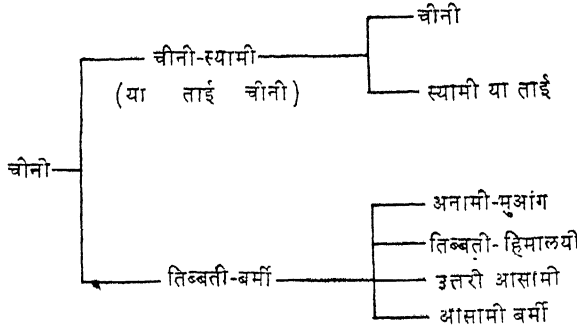 चीनी
चीनी-स्यामी
(या ताई चीनी)
स्यामी या ताई
चीनी
अनामी-मुआंग
तिब्बती-हिमालयी
तिब्बती-बर्मी
उत्तरी आसामी
आसामी बर्मी